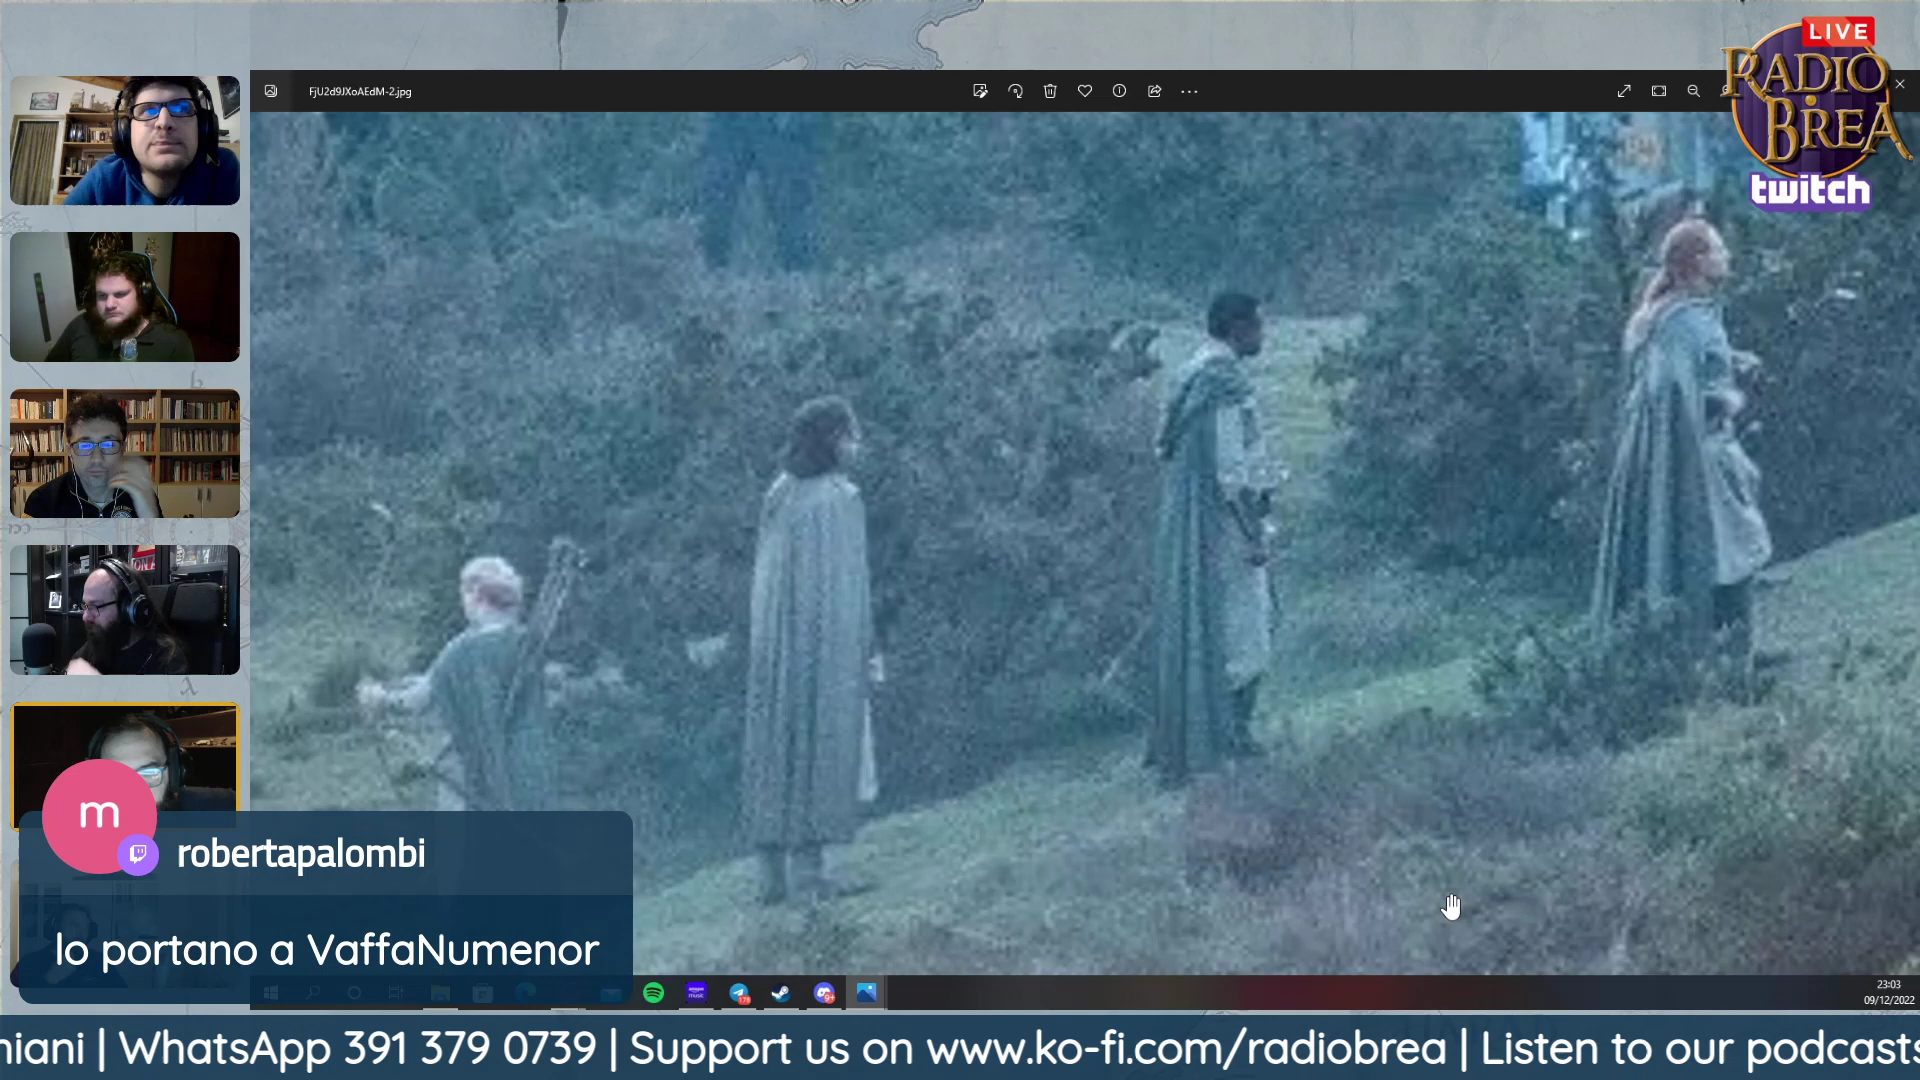 LIVE
RADIO
BREA
twitch
FjU2d9JXoAEdM-2.jpg
m
robertapalombi
lo portano a VaffaNumenor
23:03
09/12/2022
niani | WhatsApp 391 379 0739 | Support us on www.ko-fi.com/radiobrea | Listen to our podcasts